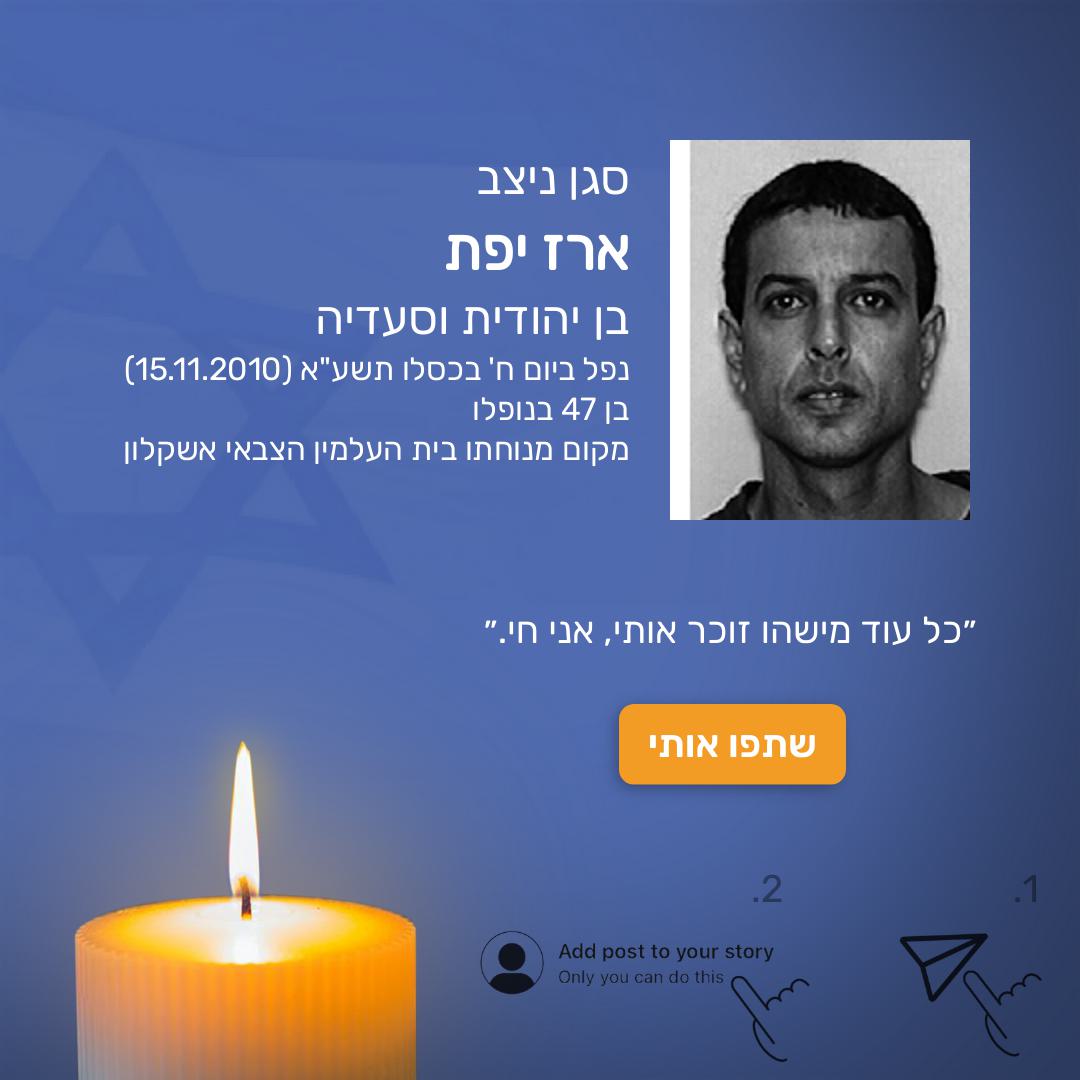 סגן ניצב
ארז יפת
בן יהודית וסעדיה
נפל ביום ח' בכסלו תשע"א (15.11.2010)
בן 47 בנופלו
מקום מנוחתו בית העלמין הצבאי אשקלון
״כל עוד מישהו זוכר אותי, אני חי.״
שתפו אותי
.1
.2
Add post to your story
Only you can do this